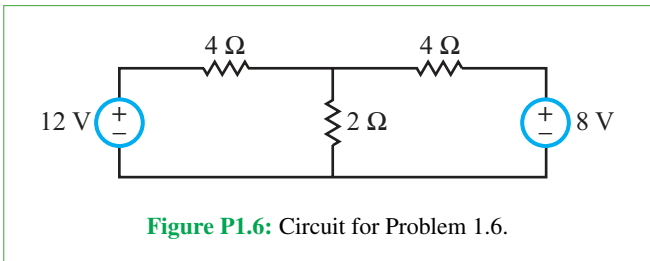 4 Ω 4 Ω
12 V + − 2 Ω + − 8 V
Figure P1.6: Circuit for Problem 1.6.